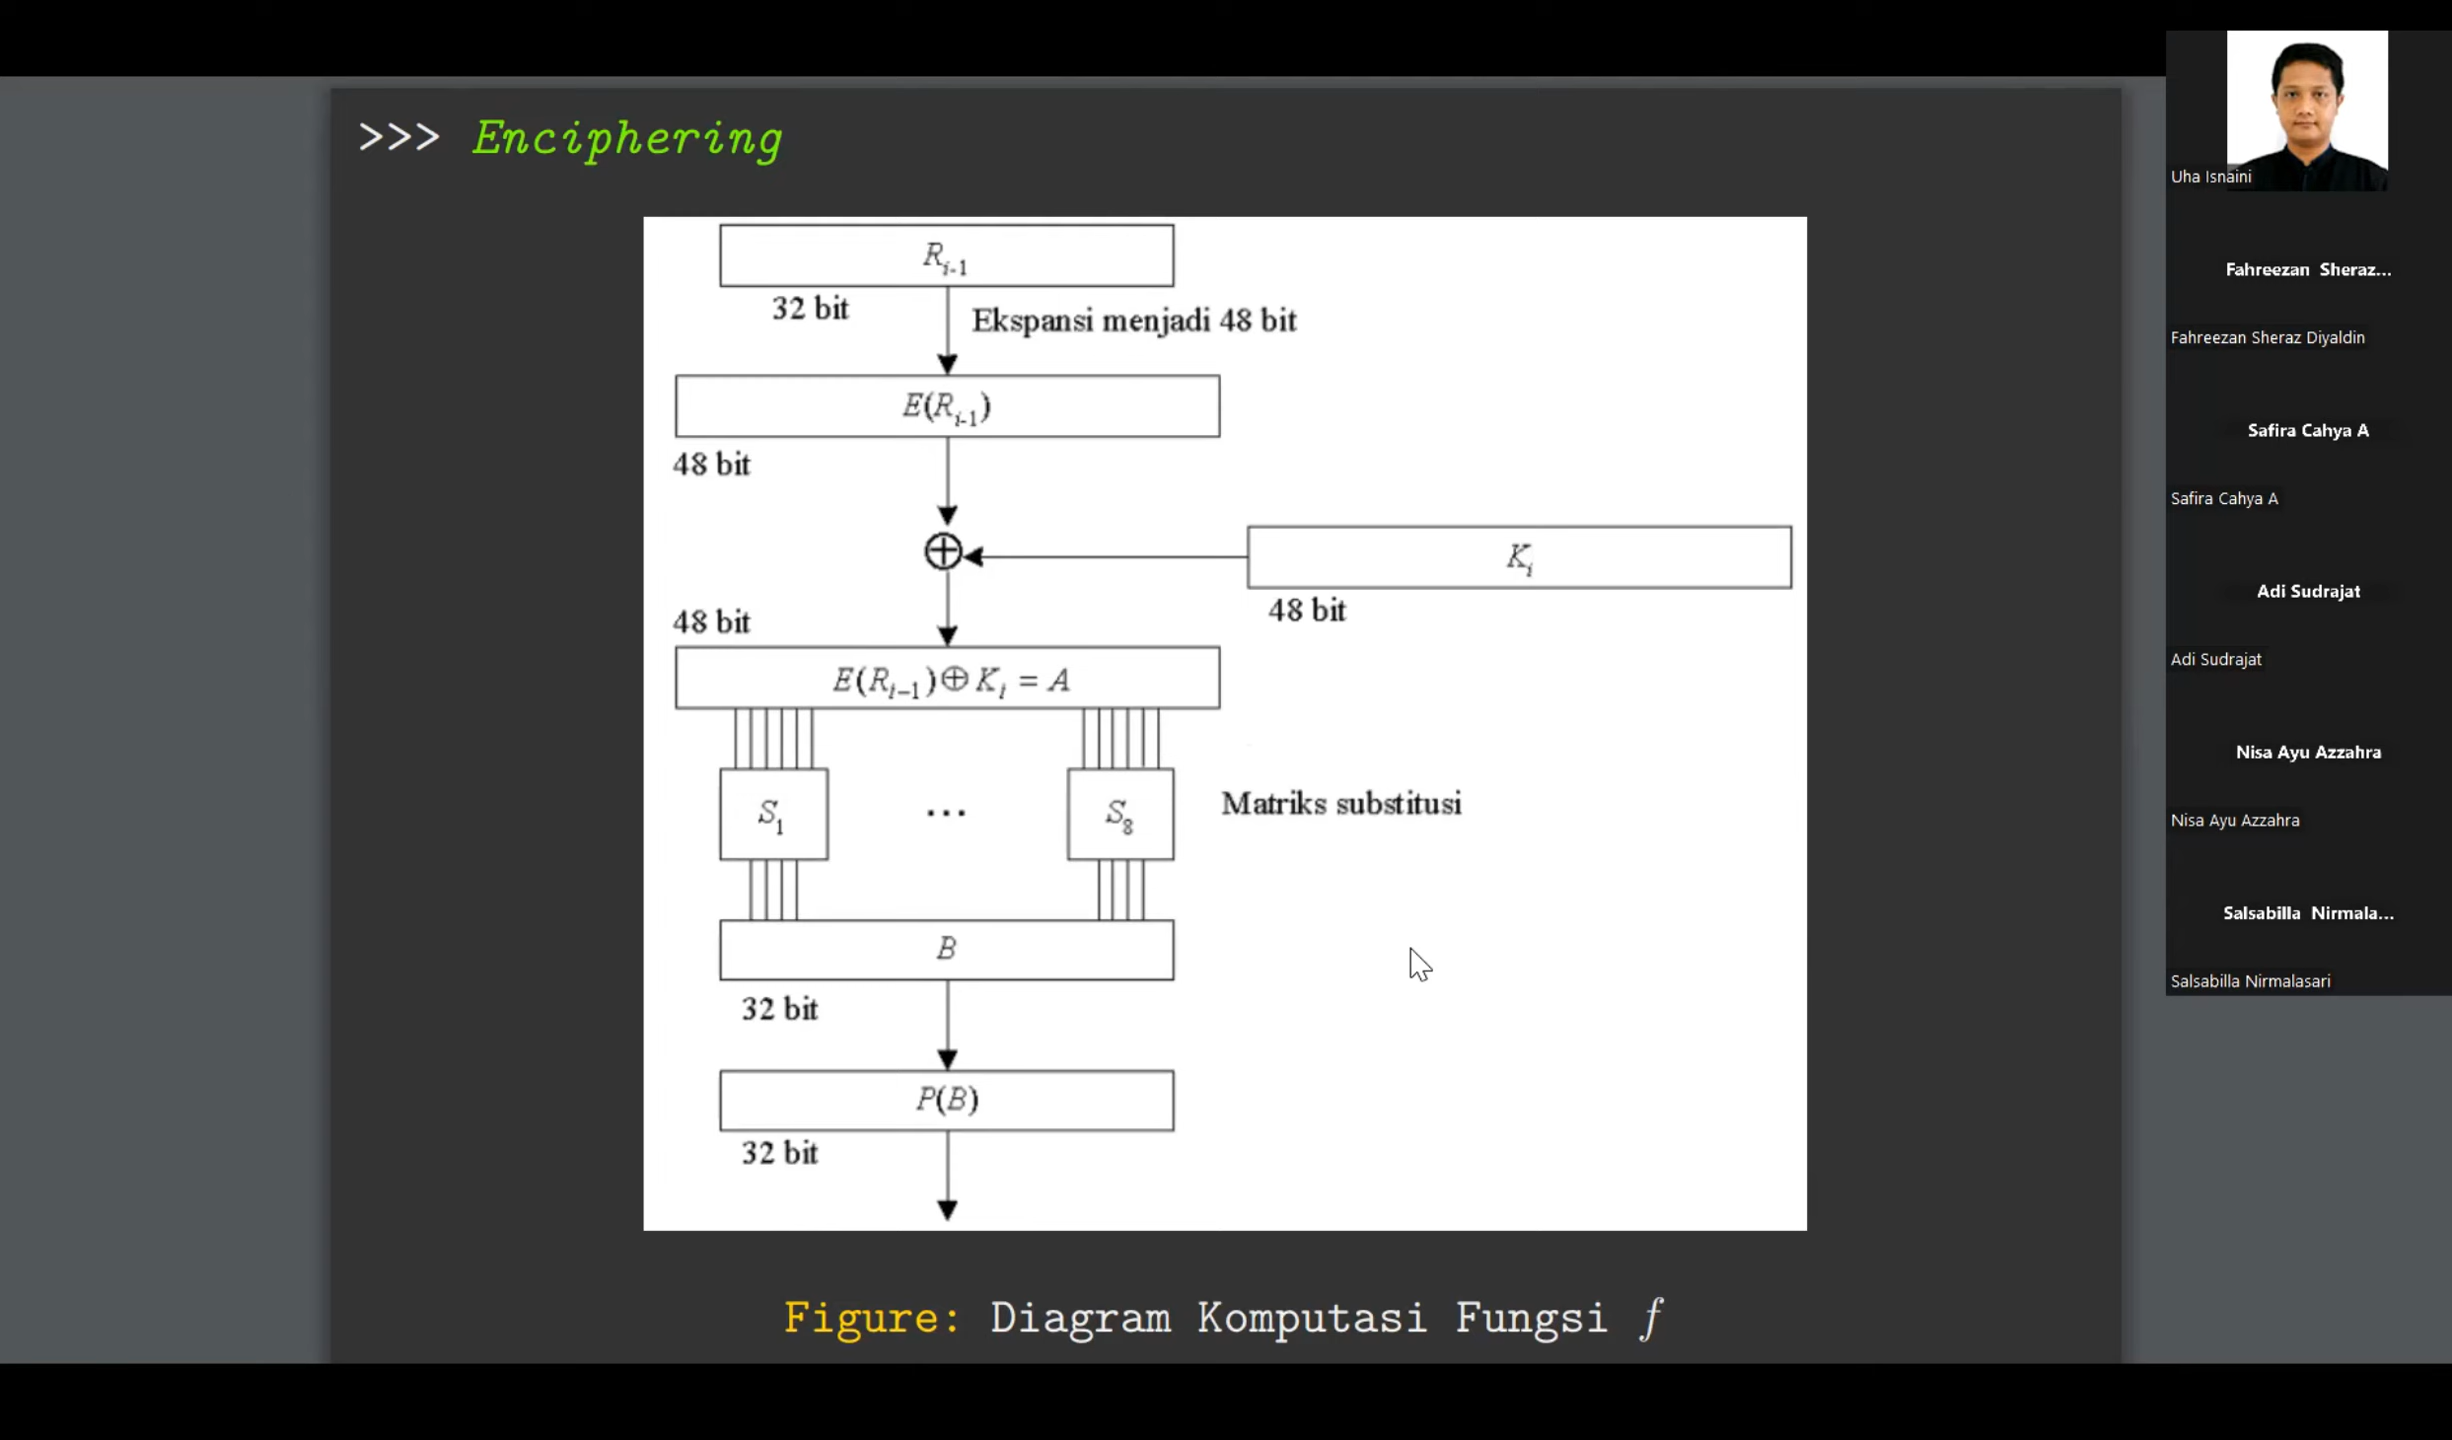 >>> Enciphering
R_{i-1}
32 bit
Ekspansi menjadi 48 bit
E(R_{i-1})
48 bit
⊕
K_i
48 bit
48 bit
E(R_{i-1}) ⊕ K_i = A
S_1
...
S_8
Matriks substitusi
B
32 bit
P(B)
32 bit
Figure: Diagram Komputasi Fungsi f
Uha Isnaini
Fahreezan Sheraz...
Fahreezan Sheraz Diyaldin
Safira Cahya A
Safira Cahya A
Adi Sudrajat
Adi Sudrajat
Nisa Ayu Azzahra
Nisa Ayu Azzahra
Salsabilla Nirmala...
Salsabilla Nirmalasari